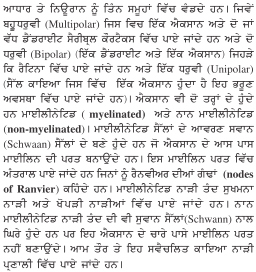 ਆਧਾਰ ਤੇ ਨਿਊਰਾਨ ਨੂੰ ਤਿੰਨ ਸਮੂਹਾਂ ਵਿੱਚ ਵੰਡਦੇ ਹਨ। ਜਿਵੇਂ
ਬਹੁਧਰੁਵੀ (Multipolar) ਜਿਸ ਵਿਚ ਇੱਕ ਐਕਸਾਨ ਅਤੇ ਦੋ ਜਾਂ
ਵੱਧ ਡੈਂਡਰਾਈਟ ਸੈਰੀਬ੍ਰਲ ਕੌਰਟੈਕਸ ਵਿੱਚ ਪਾਏ ਜਾਂਦੇ ਹਨ ਅਤੇ ਦੋ
ਧਰੁਵੀ (Bipolar) (ਇੱਕ ਡੈਂਡਰਾਈਟ ਅਤੇ ਇੱਕ ਐਕਸਾਨ) ਜਿਹੜੇ
ਕਿ ਰੈਟਿਨਾ ਵਿੱਚ ਪਾਏ ਜਾਂਦੇ ਹਨ ਅਤੇ ਇੱਕ ਧਰੁਵੀ (Unipolar)
(ਸੈੱਲ ਕਾਇਆ ਜਿਸ ਵਿੱਚ ਇੱਕ ਐਕਸਾਨ ਹੁੰਦਾ ਹੈ ਇਹ ਭਰੂਣ
ਅਵਸਥਾ ਵਿੱਚ ਪਾਏ ਜਾਂਦੇ ਹਨ)। ਐਕਸਾਨ ਵੀ ਦੋ ਤਰ੍ਹਾਂ ਦੇ ਹੁੰਦੇ
ਹਨ ਮਾਈਲੀਨੇਟਿਡ ( myelinated) ਅਤੇ ਨਾਨ ਮਾਈਲੀਨੇਟਿਡ
(non-myelinated)। ਮਾਈਲੀਨੇਟਿਡ ਸੈੱਲਾਂ ਦੇ ਆਵਰਣ ਸਵਾਨ
(Schwaan) ਸੈੱਲਾਂ ਦੇ ਬਣੇ ਹੁੰਦੇ ਹਨ ਜੋ ਐਕਸਾਨ ਦੇ ਆਸ ਪਾਸ
ਮਾਈਲਿਨ ਦੀ ਪਰਤ ਬਨਾਉਂਦੇ ਹਨ। ਇਸ ਮਾਈਲਿਨ ਪਰਤ ਵਿੱਚ
ਅੰਤਰਾਲ ਪਾਏ ਜਾਂਦੇ ਹਨ ਜਿਨਾਂ ਨੂੰ ਰੈਨਵੀਅਰ ਦੀਆਂ ਗੰਢਾਂ (nodes
of Ranvier) ਕਹਿੰਦੇ ਹਨ। ਮਾਈਲੀਨੇਟਿਡ ਨਾੜੀ ਤੰਦ ਸੁਖਮਨਾ
ਨਾੜੀ ਅਤੇ ਖੋਪੜੀ ਨਾੜੀਆਂ ਵਿੱਚ ਪਾਏ ਜਾਂਦੇ ਹਨ। ਨਾਨ
ਮਾਈਲੀਨੇਟਿਡ ਨਾੜੀ ਤੰਦ ਦੀ ਵੀ ਸੁਵਾਨ ਸੈੱਲਾਂ(Schwann) ਨਾਲ
ਘਿਰੇ ਹੁੰਦੇ ਹਨ ਪਰ ਇਹ ਐਕਸਾਨ ਦੇ ਚਾਰੇ ਪਾਸੇ ਮਾਈਲਿਨ ਪਰਤ
ਨਹੀਂ ਬਣਾਉਂਦੇ। ਆਮ ਤੌਰ ਤੇ ਇਹ ਸਵੈਚਲਿਤ ਕਾਇਆ ਨਾੜੀ
ਪ੍ਰਣਾਲੀ ਵਿੱਚ ਪਾਏ ਜਾਂਦੇ ਹਨ।